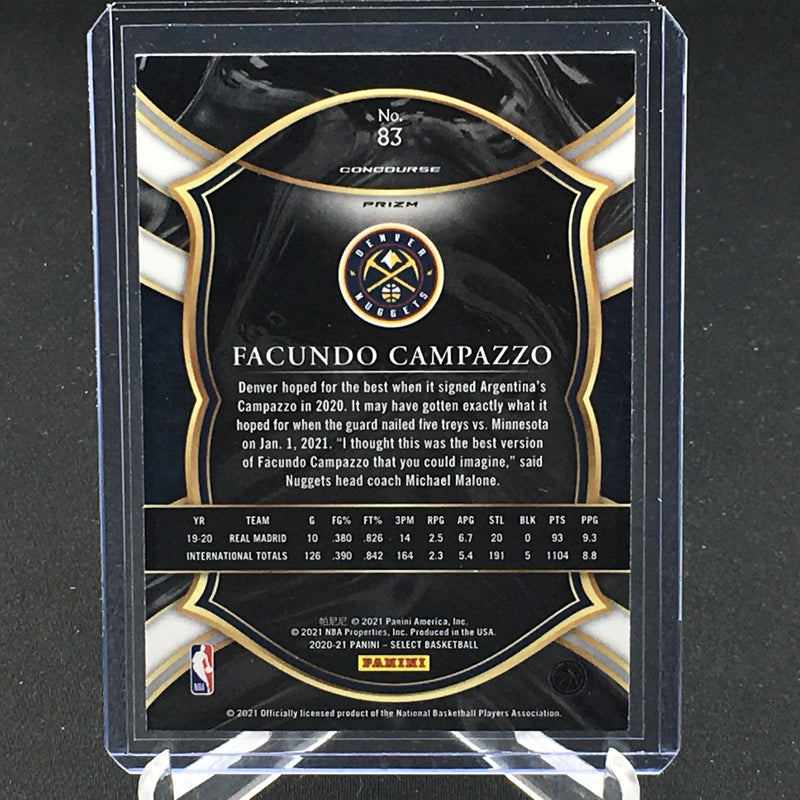 No.
83
CONCOURSE
PRIZM
DENVER
NUGGETS
FACUNDO CAMPAZZO
Denver hoped for the best when it signed Argentina's
Campazzo in 2020. It may have gotten exactly what it
hoped for when the guard nailed five treys vs. Minnesota
on Jan. 1, 2021. "I thought this was the best version
of Facundo Campazzo that you could imagine," said
Nuggets head coach Michael Malone.
YR TEAM G FG% FT% 3PM RPG APG STL BLK PTS PPG
19-20 REAL MADRID 10 .380 .826 14 2.5 6.7 20 0 93 9.3
INTERNATIONAL TOTALS 126 .390 .842 164 2.3 5.4 191 5 1104 8.8
帕尼尼 © 2021 Panini America, Inc.
© 2021 NBA Properties, Inc. Produced in the USA.
2020-21 PANINI – SELECT BASKETBALL
PANINI
NBA
© 2021 Officially licensed product of the National Basketball Players Association.